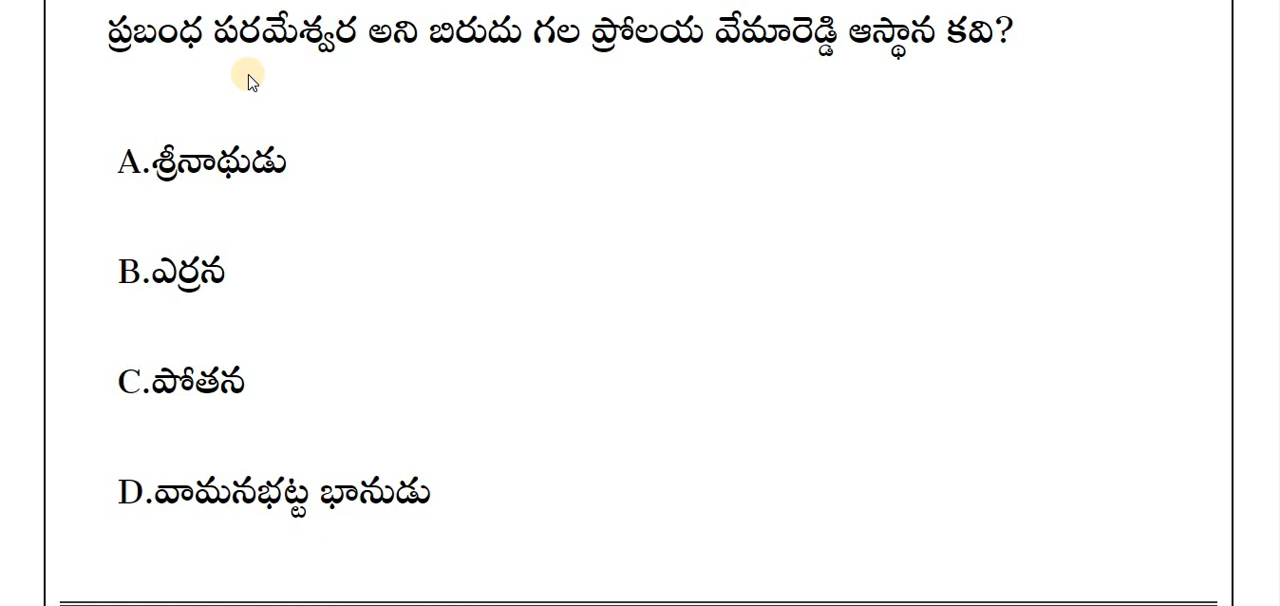 ప్రబంధ పరమేశ్వర అని బిరుదు గల ప్రోలయ వేమారెడ్డి ఆస్థాన కవి?
A.శ్రీనాథుడు
B.ఎర్రన
C.పోతన
D.వామనభట్ట భానుడు